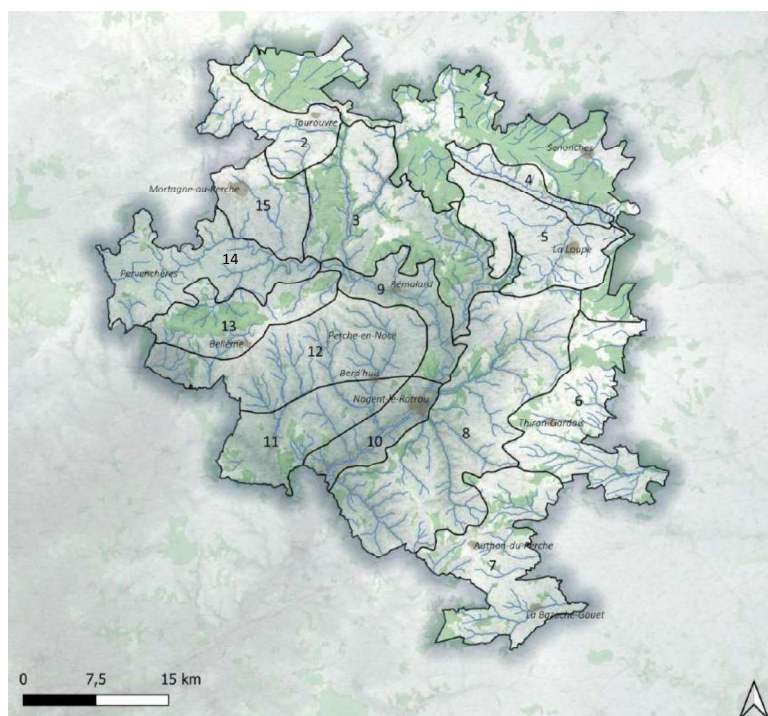 1
Tourouvre
2
Senonches
4
Mortagne-au-Perche
15
3
5
La Loupe
14
Pervenchères
9
Rémalard
13
Perche-en-Nocé
Bellême
12
Berd'huis
Nogent-le-Rotrou
6
Thiron-Gardais
8
11
10
Authon-du-Perche
7
La Bazoche-Gouet
0 7,5 15 km